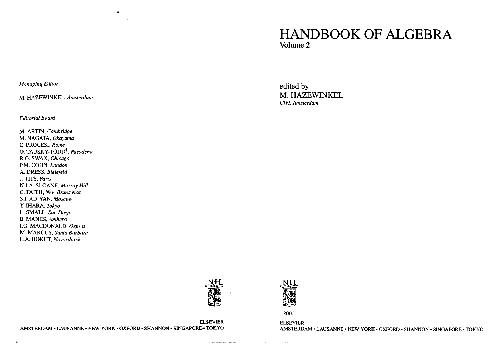 Managing Editor
M. HAZEWINKEL, Amsterdam
Editorial Board
M. ARTIN, Cambridge
M. NAGATA, Okayama
C. PROCESI, Rome
O. TAUSKY-TODD†, Pasadena
R.G. SWAN, Chicago
P.M. COHN, London
A. DRESS, Bielefeld
J. TITS, Paris
N.J.A. SLOANE, Murray Hill
C. FAITH, New Brunswick
S.I. AD'YAN, Moscow
Y. IHARA, Tokyo
L. SMALL, San Diego
E. MANES, Amherst
I.G. MACDONALD, Oxford
M. MARCUS, Santa Barbara
L.A. BOKUT, Novosibirsk
ELSEVIER
AMSTERDAM • LAUSANNE • NEW YORK • OXFORD • SHANNON • SINGAPORE • TOKYO
HANDBOOK OF ALGEBRA
Volume 2
edited by
M. HAZEWINKEL
CWI, Amsterdam
ELSEVIER
AMSTERDAM • LAUSANNE • NEW YORK • OXFORD • SHANNON • SINGAPORE • TOKYO